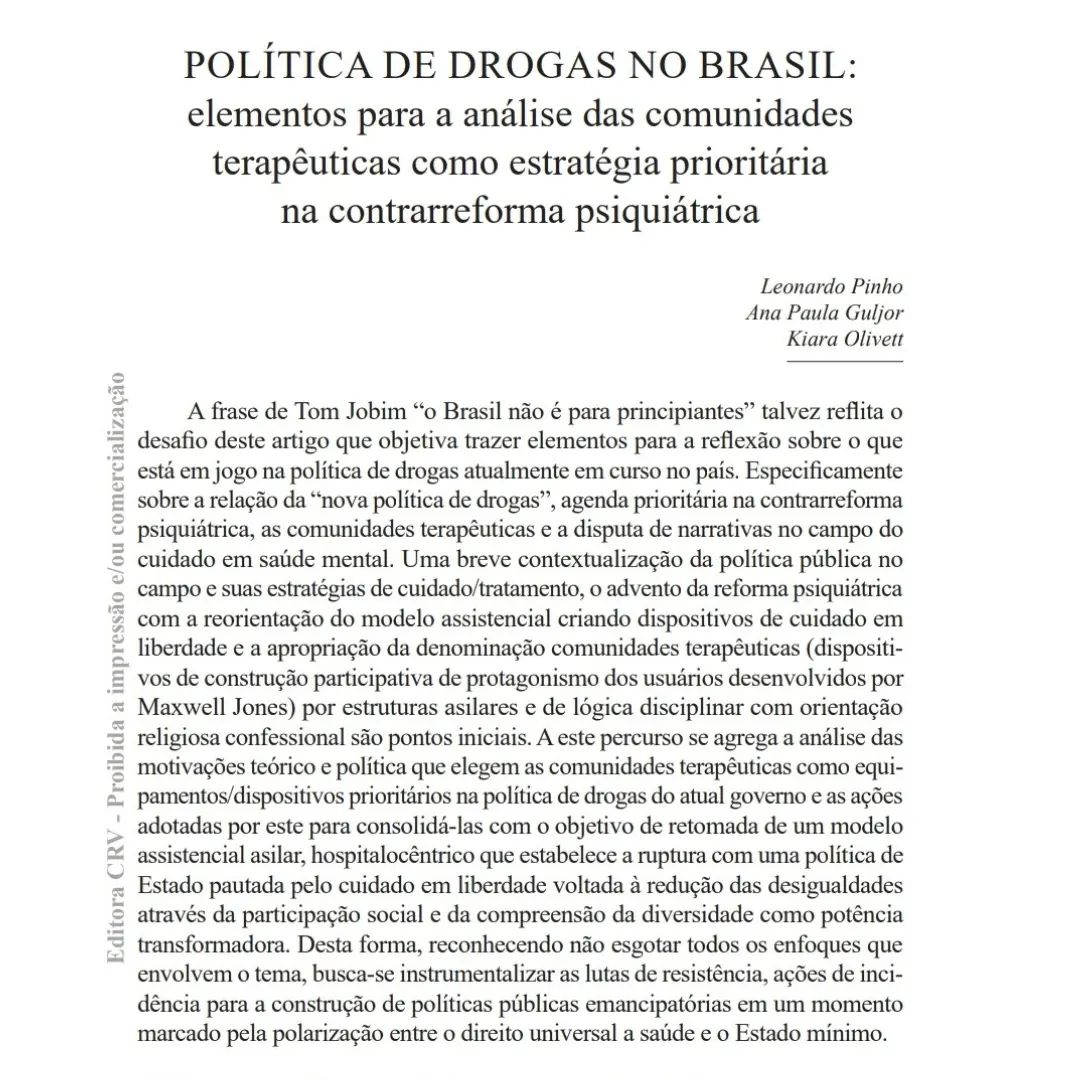 POLÍTICA DE DROGAS NO BRASIL:
elementos para a análise das comunidades
terapêuticas como estratégia prioritária
na contrarreforma psiquiátrica
Leonardo Pinho
Ana Paula Guljor
Kiara Olivett
A frase de Tom Jobim “o Brasil não é para principiantes” talvez reflita o
desafio deste artigo que objetiva trazer elementos para a reflexão sobre o que
está em jogo na política de drogas atualmente em curso no país. Especificamente
sobre a relação da “nova política de drogas”, agenda prioritária na contrarreforma
psiquiátrica, as comunidades terapêuticas e a disputa de narrativas no campo do
cuidado em saúde mental. Uma breve contextualização da política pública no
campo e suas estratégias de cuidado/tratamento, o advento da reforma psiquiátrica
com a reorientação do modelo assistencial criando dispositivos de cuidado em
liberdade e a apropriação da denominação comunidades terapêuticas (dispositi-
vos de construção participativa de protagonismo dos usuários desenvolvidos por
Maxwell Jones) por estruturas asilares e de lógica disciplinar com orientação
religiosa confessional são pontos iniciais. A este percurso se agrega a análise das
motivações teórico e política que elegem as comunidades terapêuticas como equi-
pamentos/dispositivos prioritários na política de drogas do atual governo e as ações
adotadas por este para consolidá-las com o objetivo de retomada de um modelo
assistencial asilar, hospitalocêntrico que estabelece a ruptura com uma política de
Estado pautada pelo cuidado em liberdade voltada à redução das desigualdades
através da participação social e da compreensão da diversidade como potência
transformadora. Desta forma, reconhecendo não esgotar todos os enfoques que
envolvem o tema, busca-se instrumentalizar as lutas de resistência, ações de inci-
dência para a construção de políticas públicas emancipatórias em um momento
marcado pela polarização entre o direito universal a saúde e o Estado mínimo.
Editora CRV - Proibida a impressão e/ou comercialização